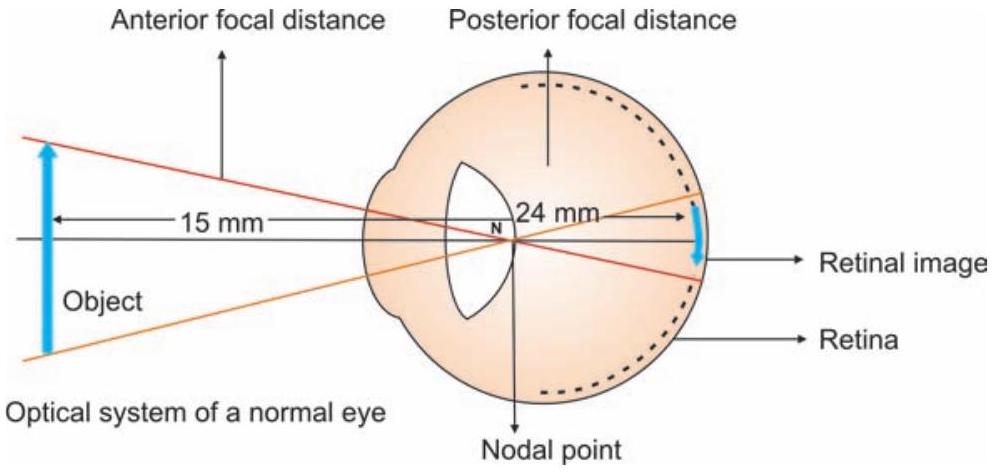 Anterior focal distance
Posterior focal distance
15 mm
N
24 mm
Object
Retinal image
Retina
Optical system of a normal eye
Nodal point